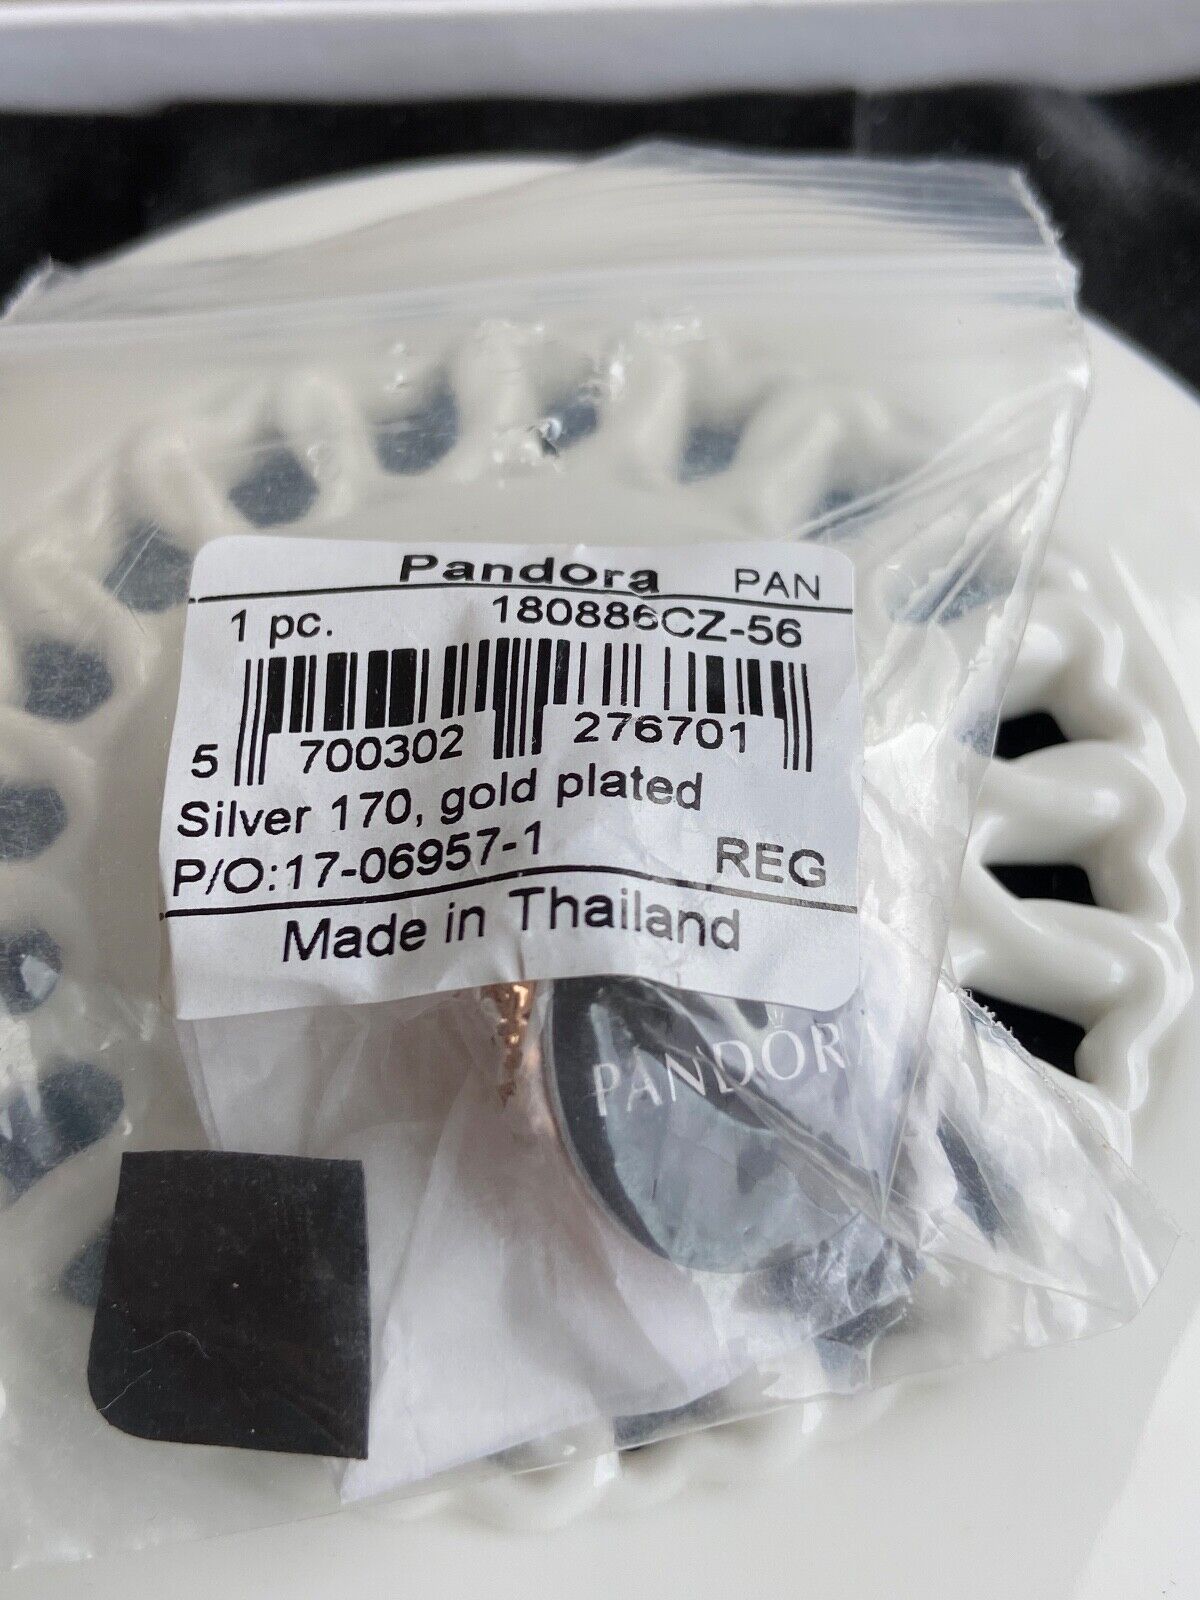 Pandora PAN
1 pc. 180886CZ-56
5 700302 276701
Silver 170, gold plated
P/O:17-06957-1 REG
Made in Thailand
PANDORA